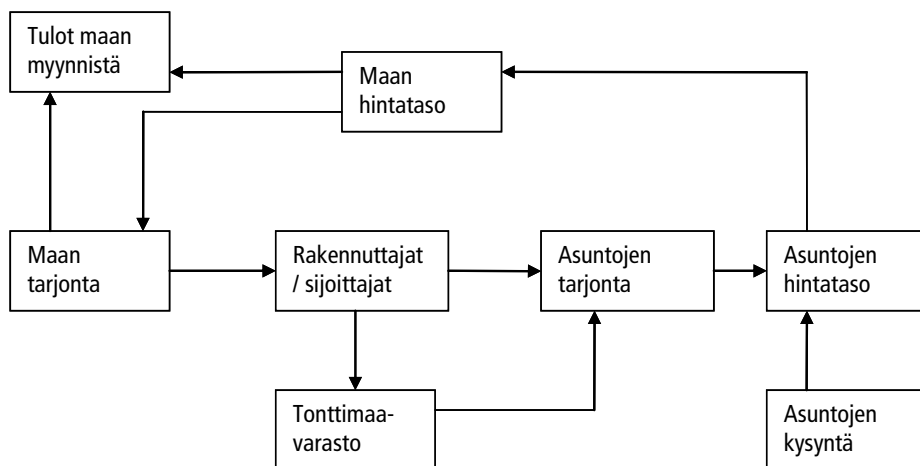 Tulot maan
myynnistä
Maan
hintataso
Maan
tarjonta
Rakennuttajat
/ sijoittajat
Asuntojen
tarjonta
Asuntojen
hintataso
Tonttimaa-
varasto
Asuntojen
kysyntä